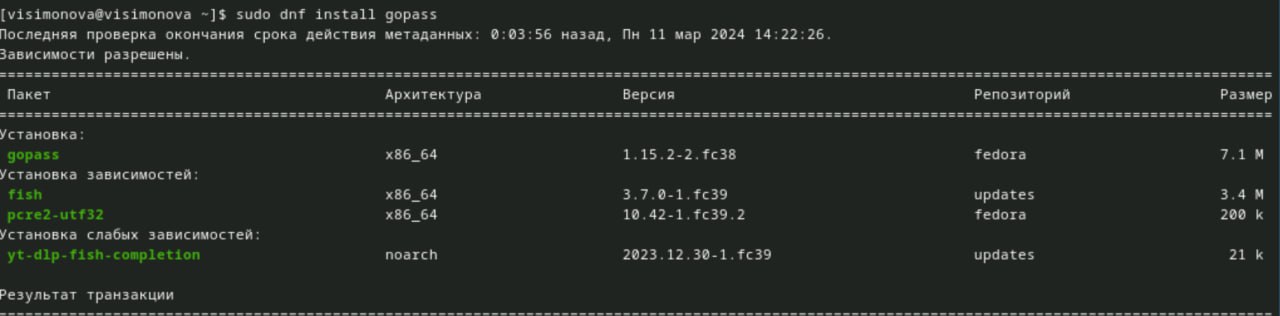 [visimonova@visimonova ~]$ sudo dnf install gopass
Последняя проверка окончания срока действия метаданных: 0:03:56 назад, Пн 11 мар 2024 14:22:26.
Зависимости разрешены.
Пакет Архитектура Версия Репозиторий Размер
Установка:
gopass x86_64 1.15.2-2.fc38 fedora 7.1 M
Установка зависимостей:
fish x86_64 3.7.0-1.fc39 updates 3.4 M
pcre2-utf32 x86_64 10.42-1.fc39.2 fedora 200 k
Установка слабых зависимостей:
yt-dlp-fish-completion noarch 2023.12.30-1.fc39 updates 21 k
Результат транзакции